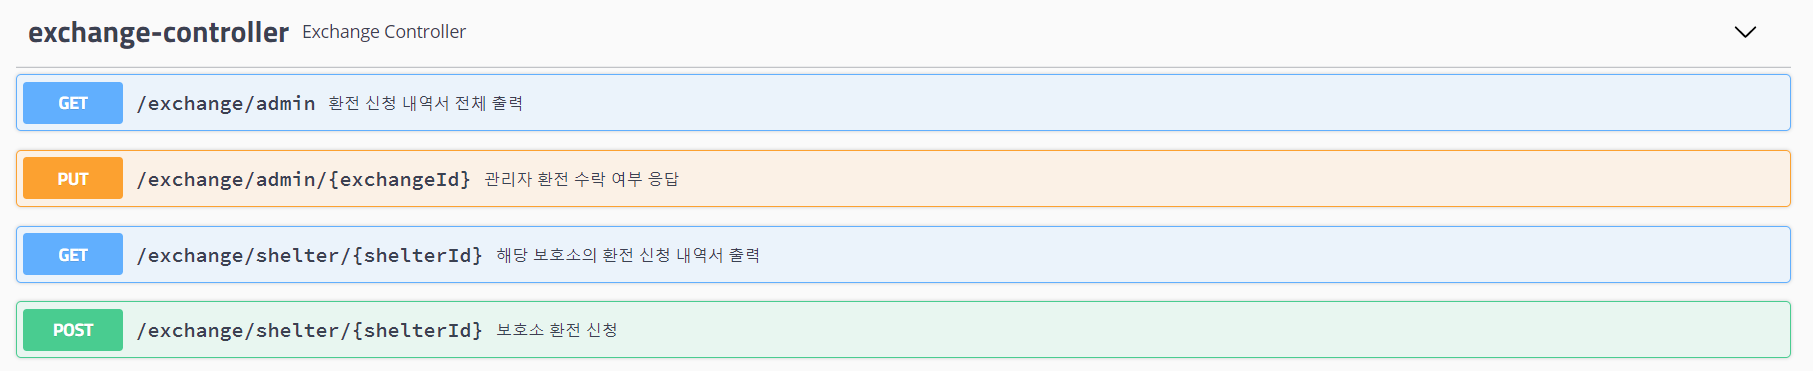 exchange-controller Exchange Controller
GET /exchange/admin 환전 신청 내역서 전체 출력
PUT /exchange/admin/{exchangeId} 관리자 환전 수락 여부 응답
GET /exchange/shelter/{shelterId} 해당 보호소의 환전 신청 내역서 출력
POST /exchange/shelter/{shelterId} 보호소 환전 신청